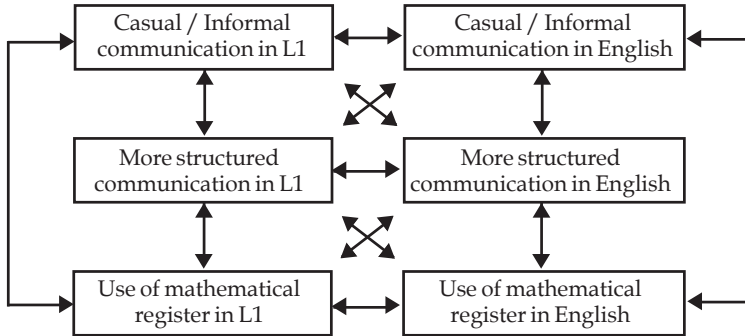 Casual / Informal
communication in L1
Casual / Informal
communication in English
More structured
communication in L1
More structured
communication in English
Use of mathematical
register in L1
Use of mathematical
register in English